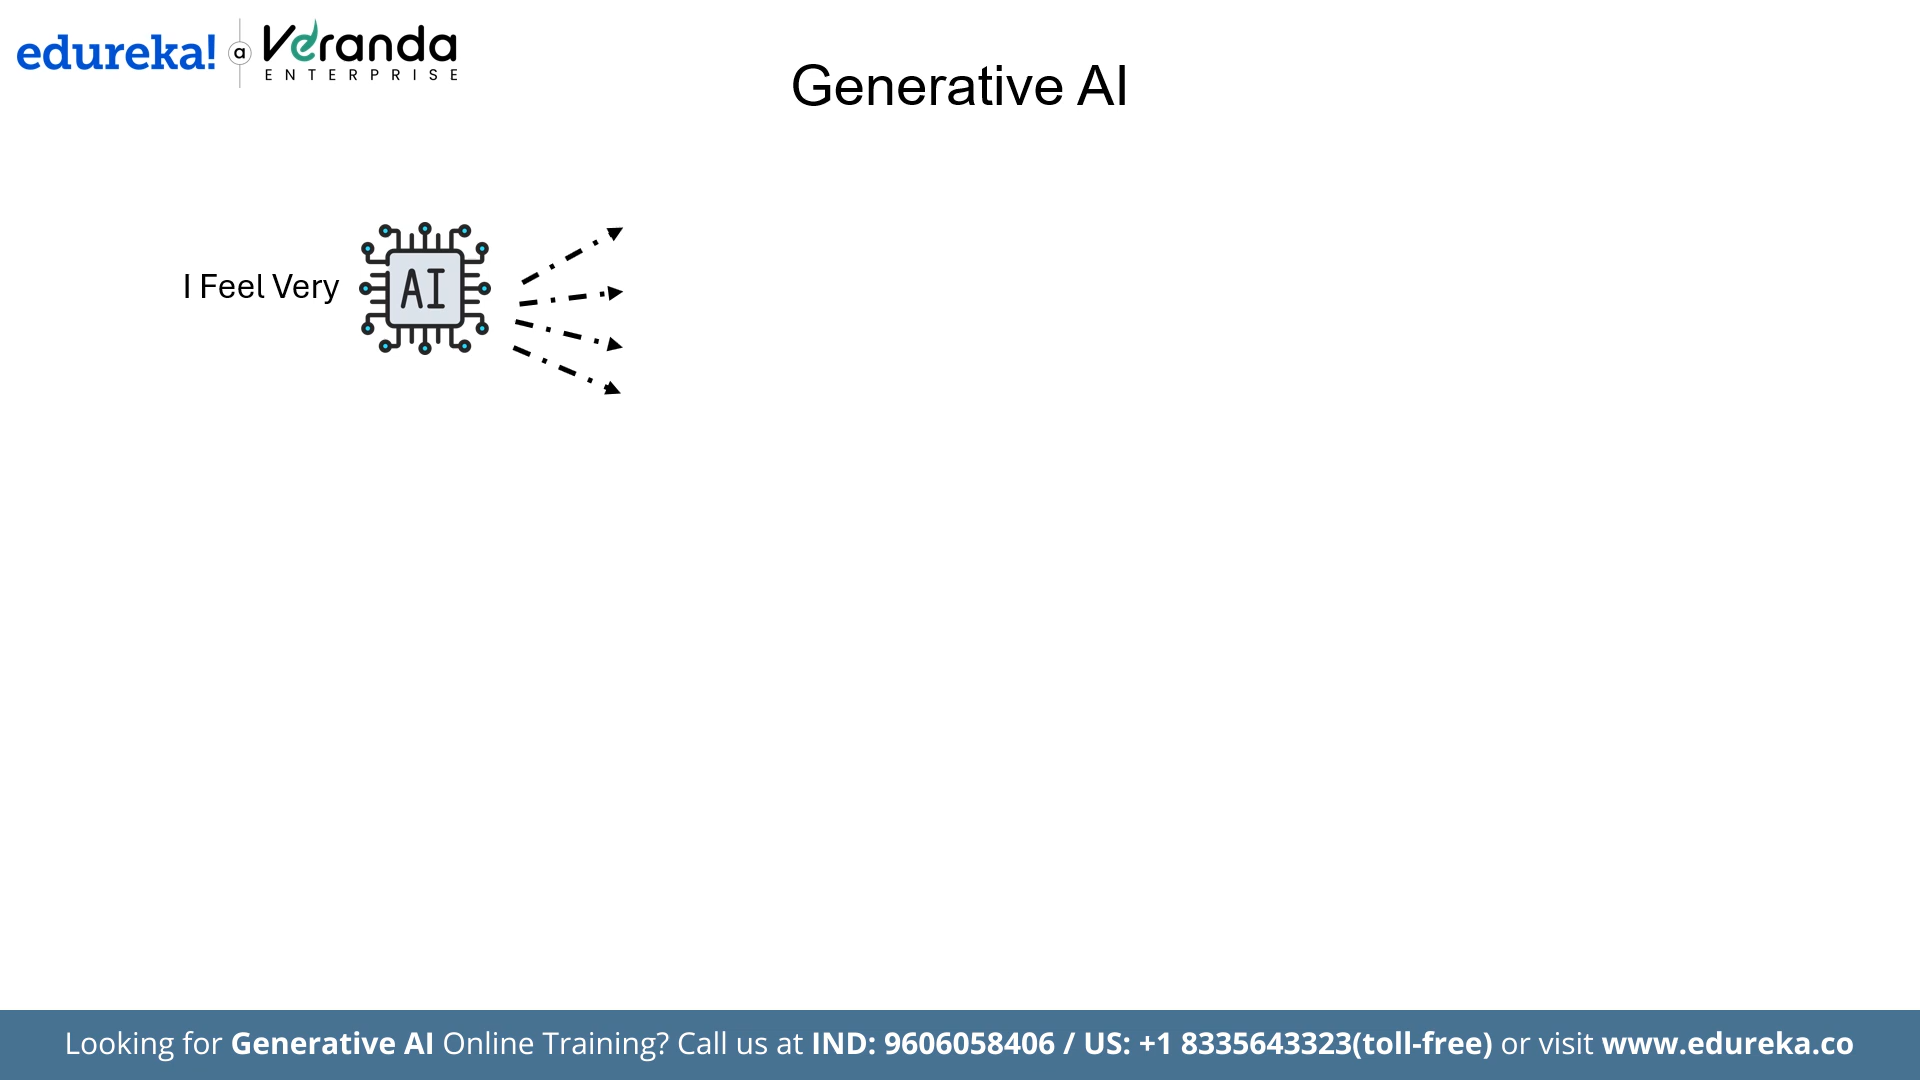 edureka!
a
Veranda
ENTERPRISE
Generative AI
I Feel Very
AI
Looking for Generative AI Online Training? Call us at IND: 9606058406 / US: +1 8335643323(toll-free) or visit www.edureka.co